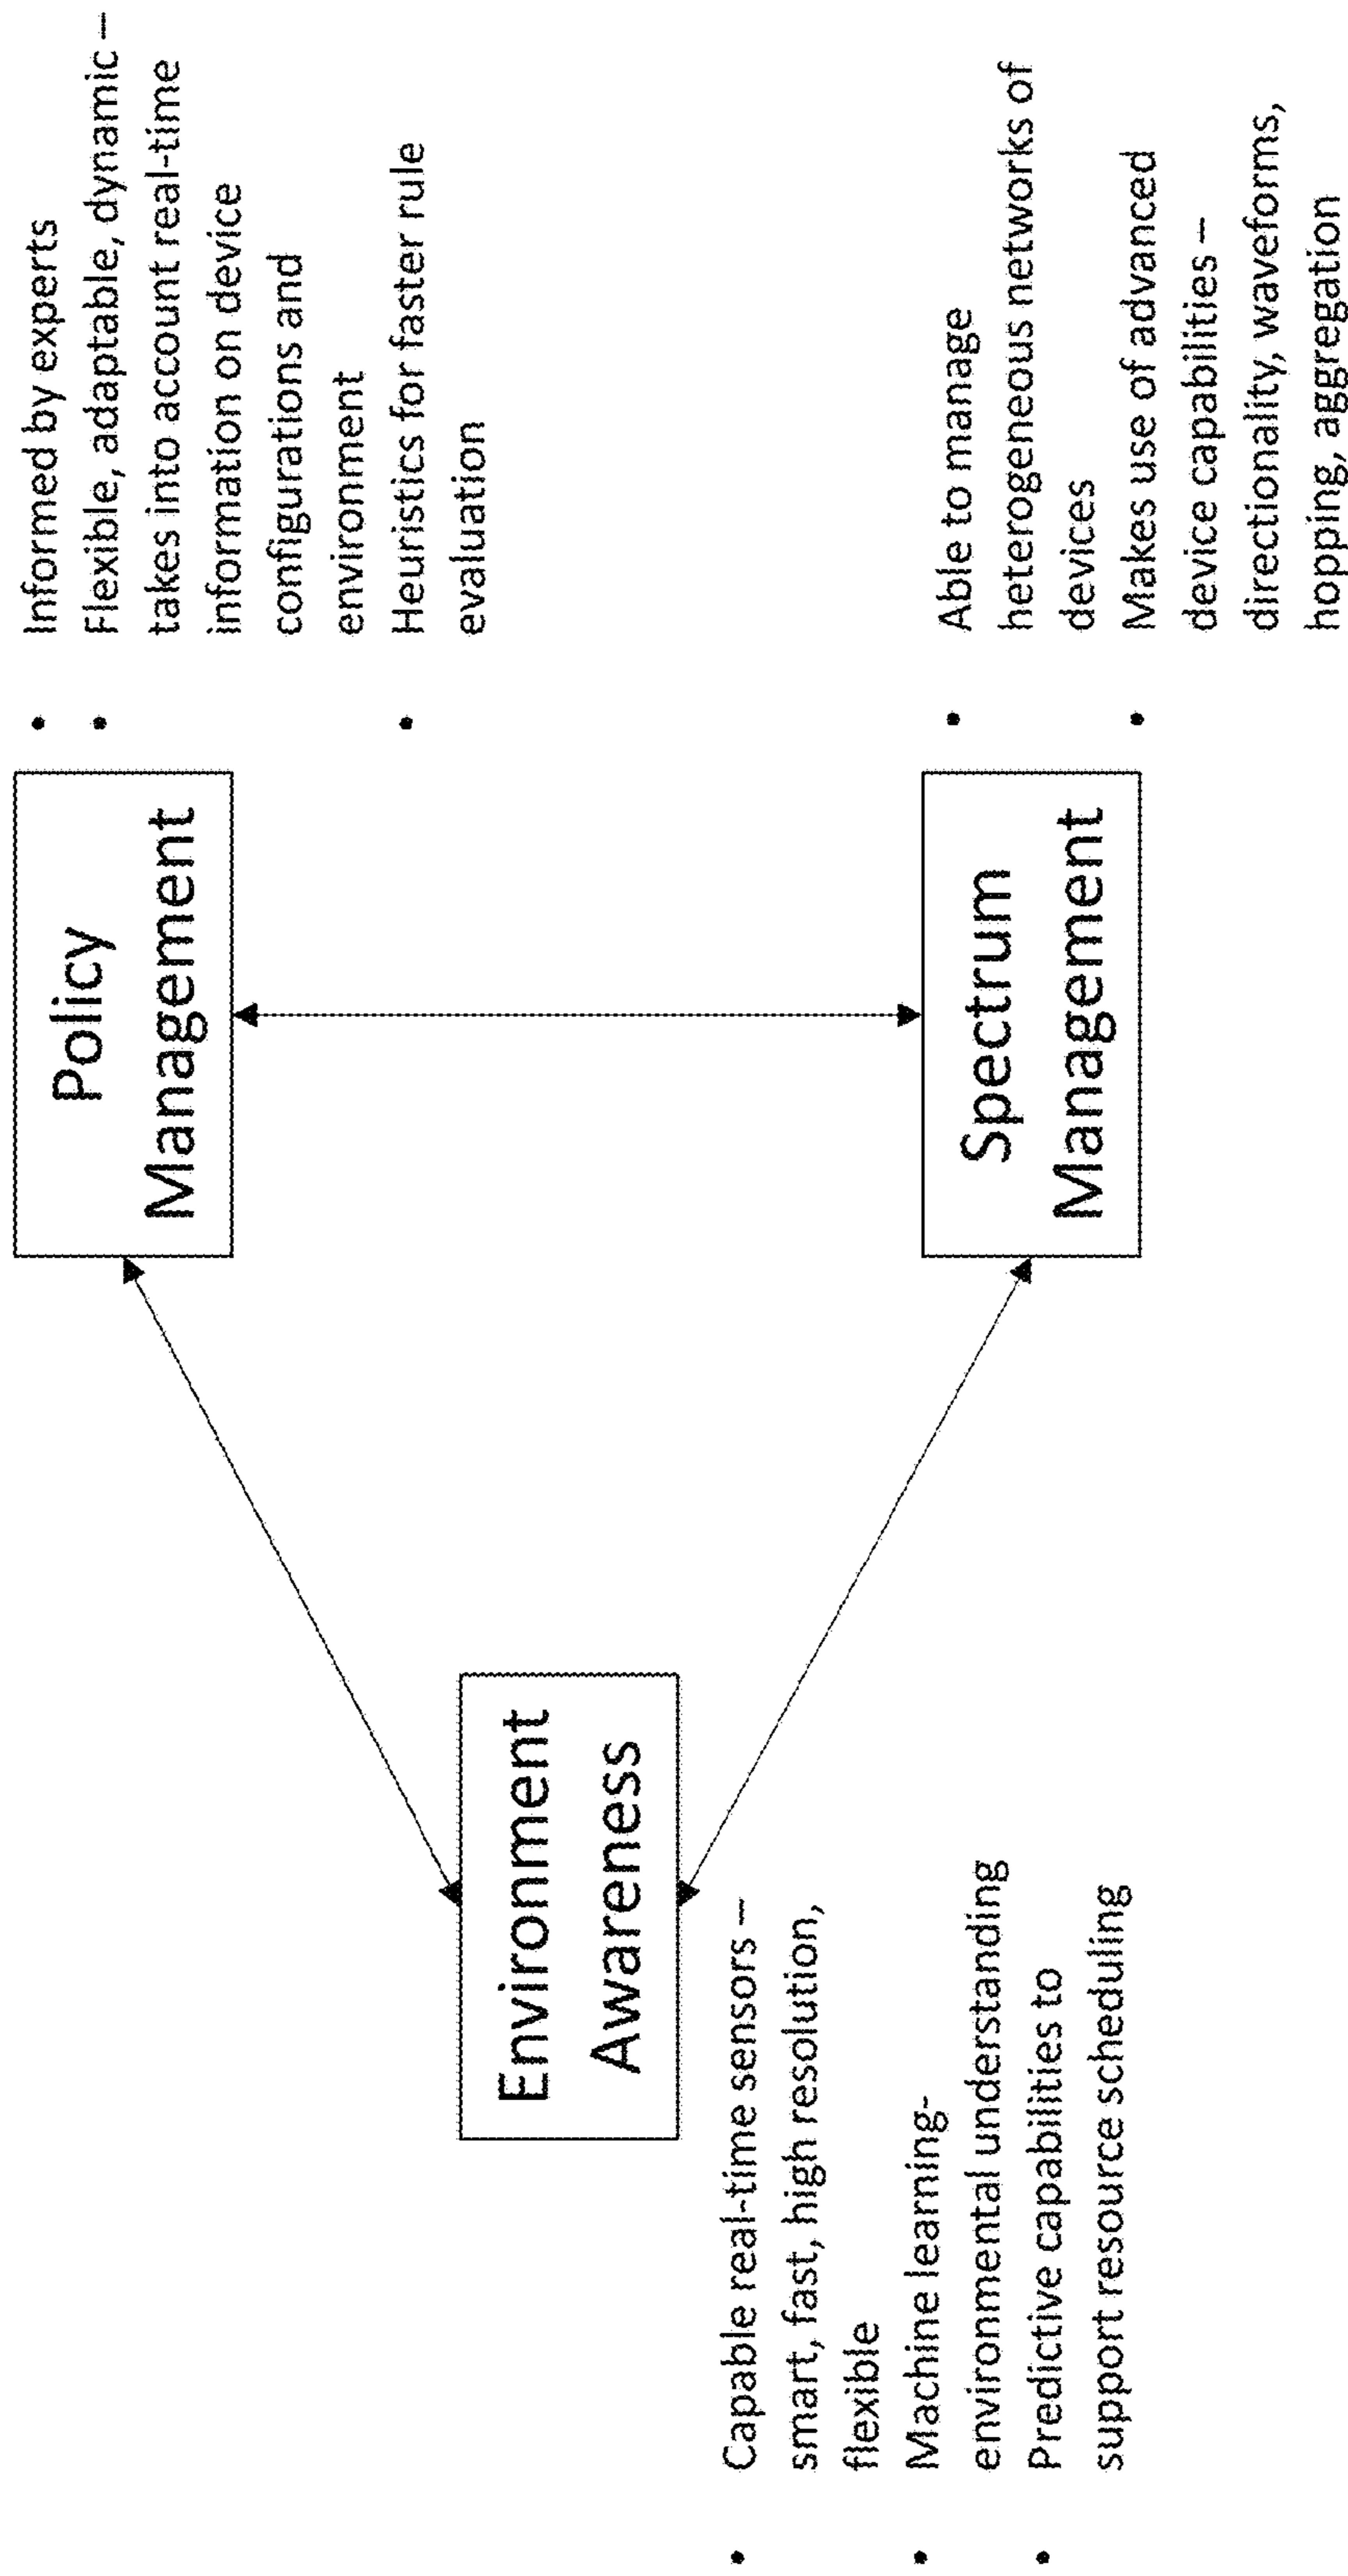 Environment
Awareness
• Capable real-time sensors –
smart, fast, high resolution,
flexible
• Machine learning-
environmental understanding
• Predictive capabilities to
support resource scheduling
Policy
Management
• Informed by experts
• Flexible, adaptable, dynamic –
takes into account real-time
information on device
configurations and
environment
• Heuristics for faster rule
evaluation
Spectrum
Management
• Able to manage
heterogeneous networks of
devices
• Makes use of advanced
device capabilities –
directionality, waveforms,
hopping, aggregation